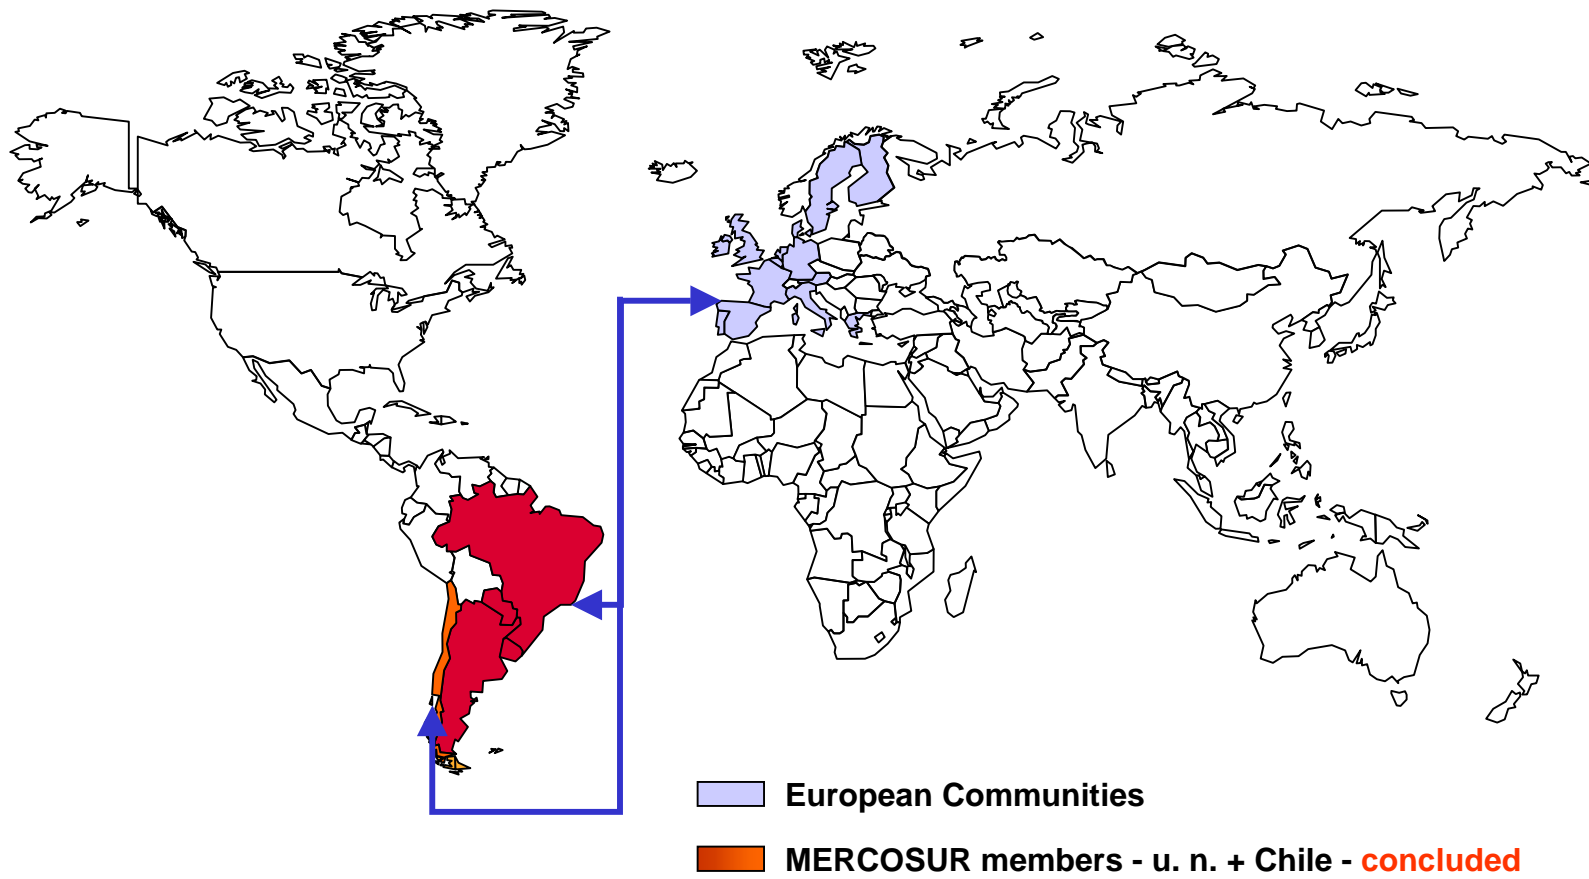 European Communities
MERCOSUR members - u. n. + Chile - concluded